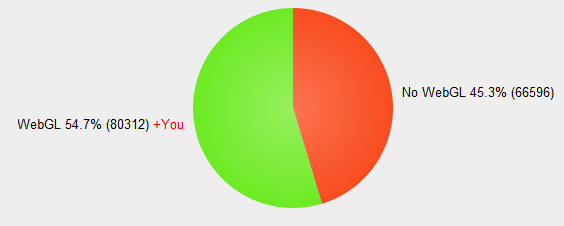 No WebGL 45.3% (66596)
WebGL 54.7% (80312) +You